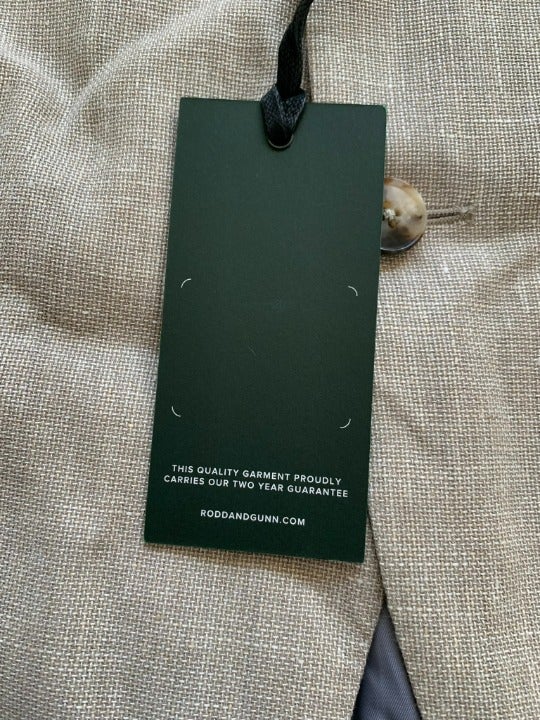 THIS QUALITY GARMENT PROUDLY
CARRIES OUR TWO YEAR GUARANTEE
RODDANDGUNN.COM